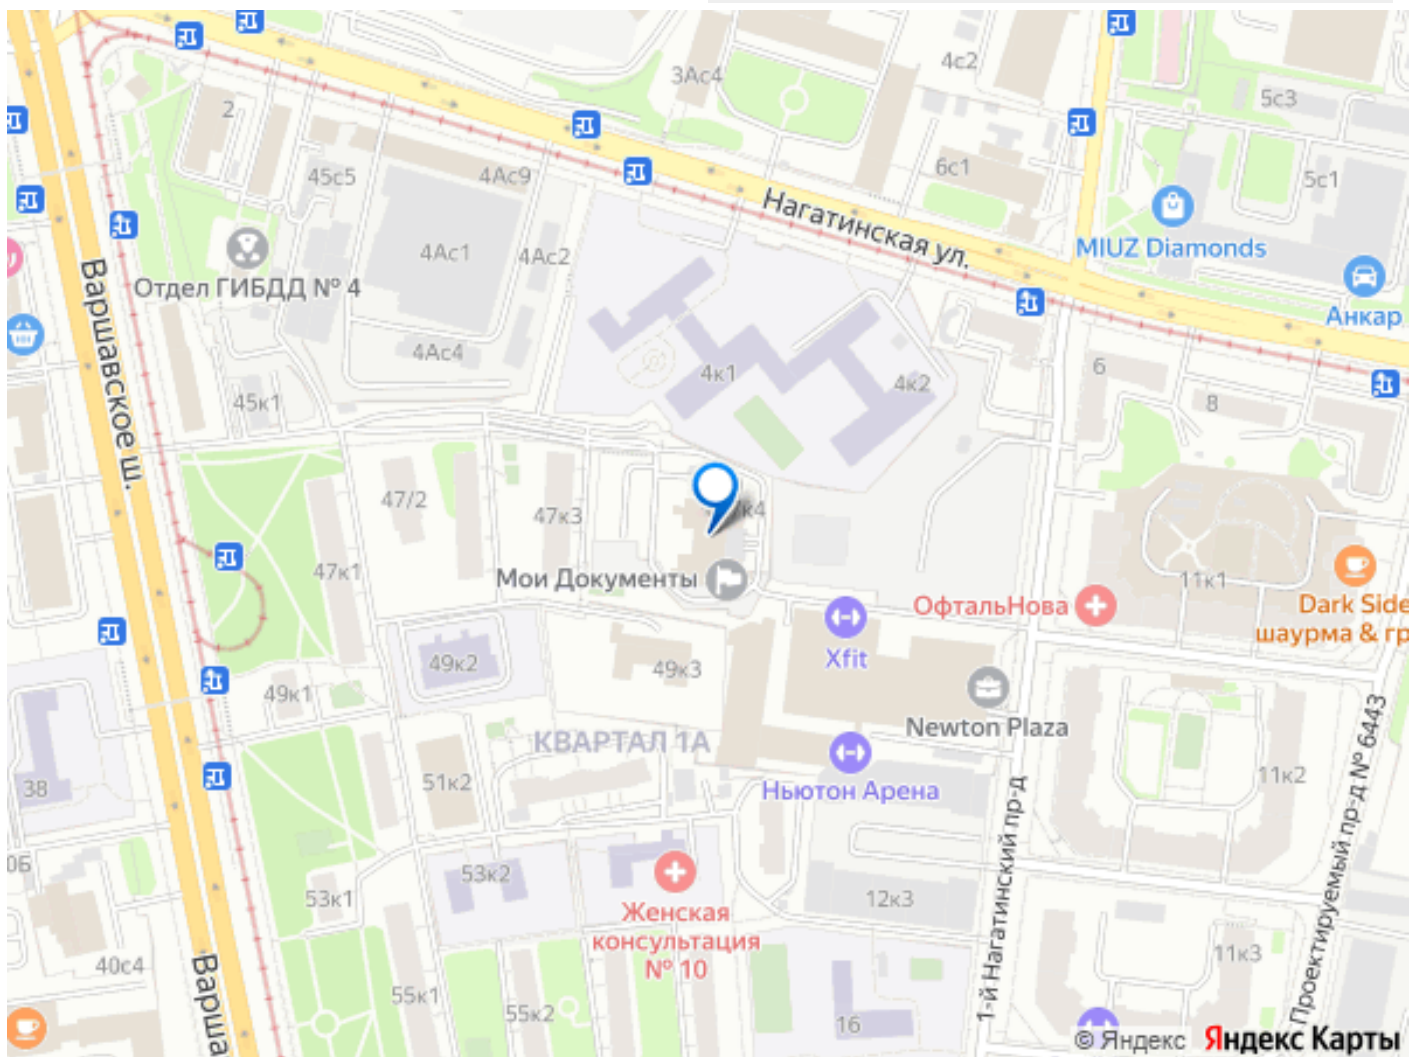 3Ас4
4с2
5с3
2
45с5
4Ас9
6с1
5с1
Нагатинская ул.
MIUZ Diamonds
4Ас1
4Ас2
Отдел ГИБДД № 4
Анкар
Варшавское ш.
4Ас4
4к1
4к2
6
8
45к1
47/2
47к3
к4
Мои Документы
47к1
11к1
ОфтальНова
Dark Side
шаурма & гр
Xfit
49к2
49к3
49к1
Newton Plaza
КВАРТАЛ 1А
Проектируемый пр-д № 6443
38
51к2
Ньютон Арена
11к2
1-й Нагатинский пр-д
0Б
53к2
53к1
12к3
Женская
консультация
№ 10
40с4
Варша
11к3
55к1
55к2
16
© Яндекс Яндекс Карты